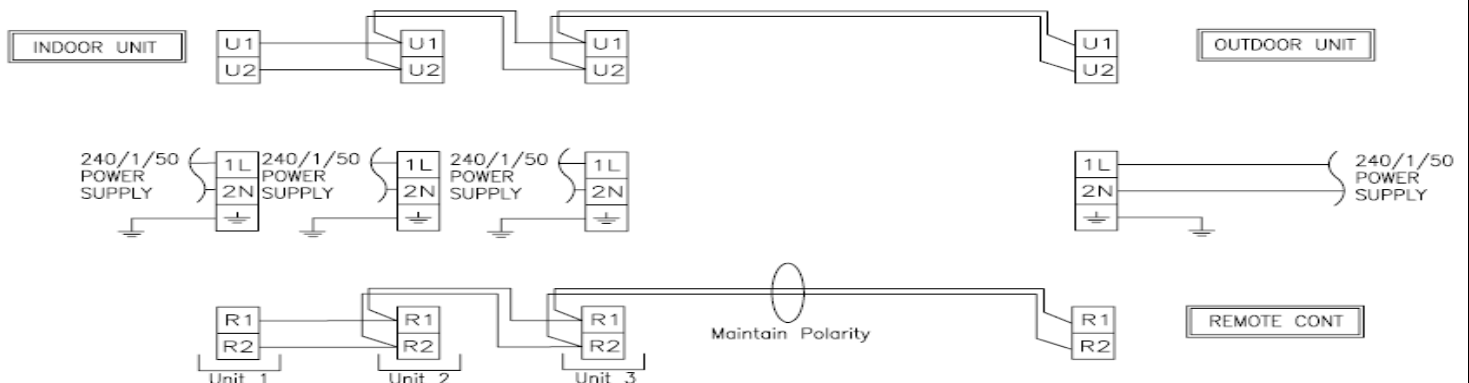 INDOOR UNIT
U1
U2
U1
U2
U1
U2
U1
U2
OUTDOOR UNIT
240/1/50
POWER
SUPPLY
1L
2N
240/1/50
POWER
SUPPLY
1L
2N
240/1/50
POWER
SUPPLY
1L
2N
1L
2N
240/1/50
POWER
SUPPLY
R1
R2
R1
R2
R1
R2
Maintain Polarity
R1
R2
REMOTE CONT
Unit 1
Unit 2
Unit 3